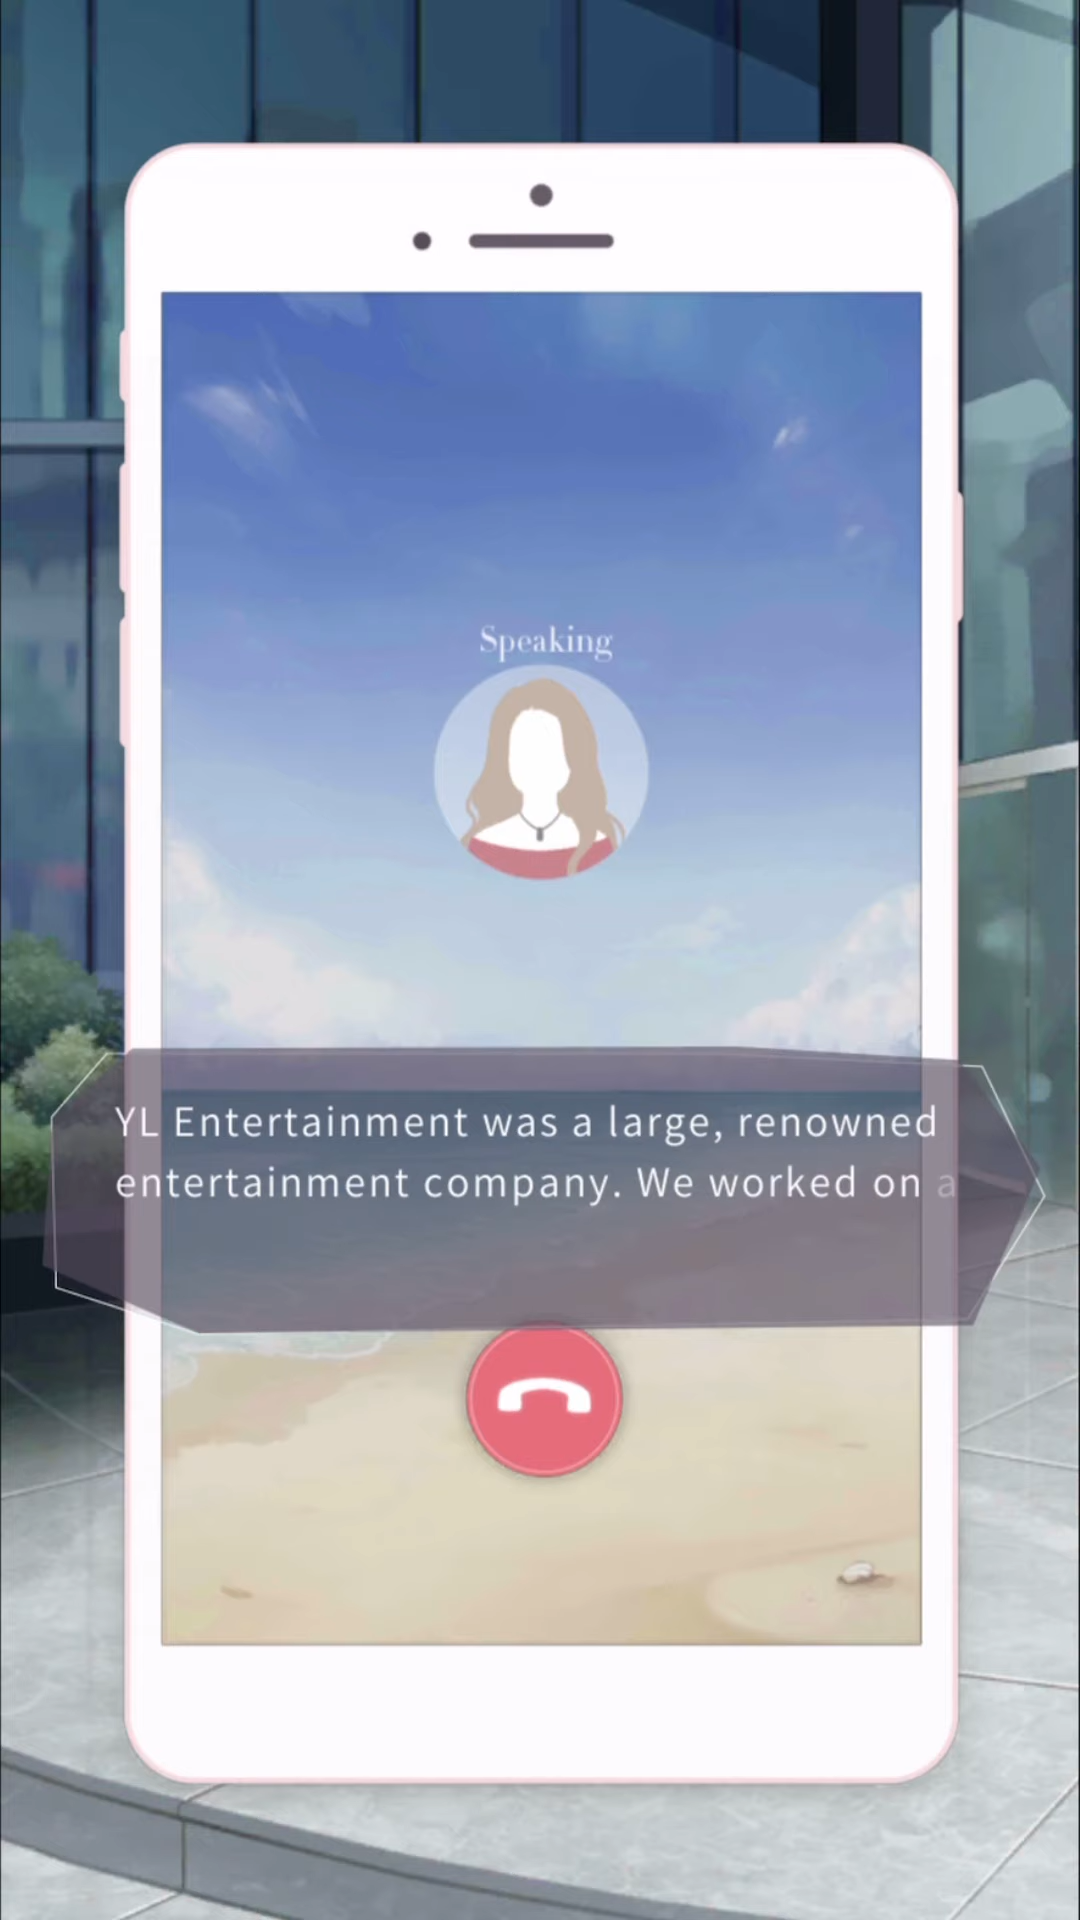 Speaking
YL Entertainment was a large, renowned
entertainment company. We worked on a